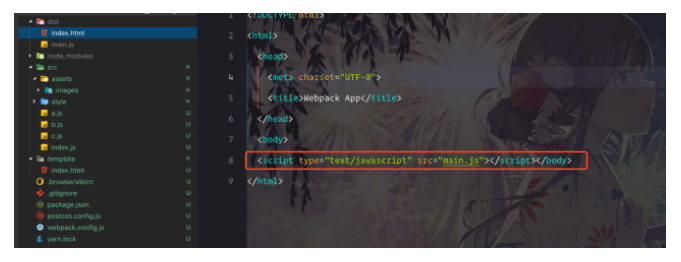 dist
index.html
main.js
node_modules
src
assets
images
style
a.js U
b.js U
c.js U
index.js U
template
index.html U
.browserslistrc U
.gitignore U
package.json U
postcss.config.js U
webpack.config.js U
yarn.lock U
1 <!DOCTYPE html>
2 <html>
3 <head>
4 <meta charset="UTF-8">
5 <title>Webpack App</title>
6 </head>
7 <body>
8 <script type="text/javascript" src="main.js"></script></body>
9 </html>